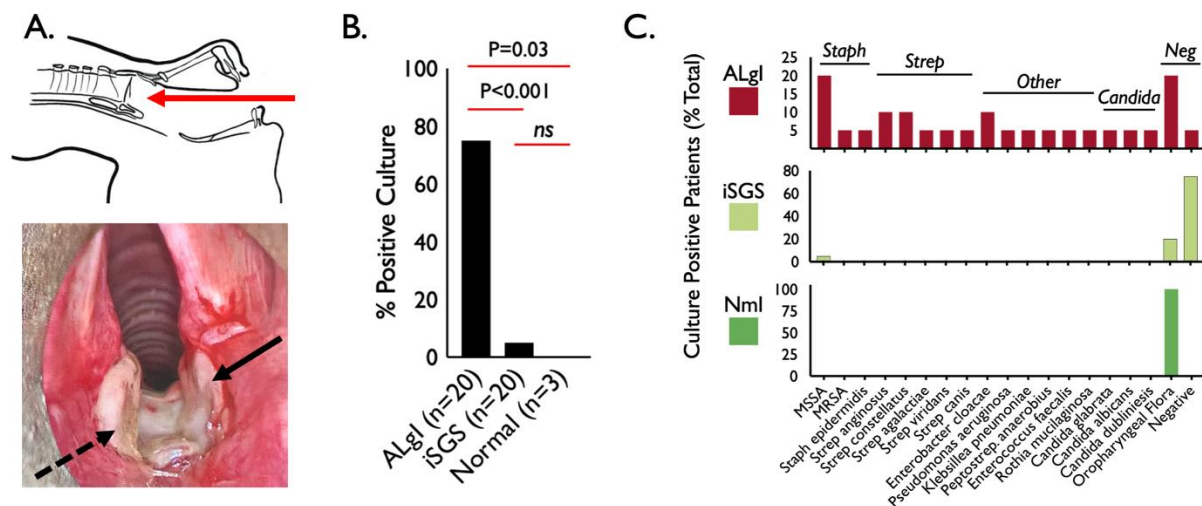 A.
B.
P=0.03
P<0.001
ns
% Positive Culture
100
80
60
40
20
0
ALgI (n=20)
iSGS (n=20)
Normal (n=3)
C.
Culture Positive Patients (% Total)
Staph
Strep
Other
Candida
Neg
ALgI
25
20
15
10
5
iSGS
80
60
40
20
0
Nml
100
75
50
25
0
MSSA
MRSA
Staph epidermidis
Strep anginosus
Strep constellatus
Strep agalactiae
Strep viridans
Strep canis
Enterobacter cloacae
Pseudomonas aeruginosa
Klebsillea pneumoniae
Peptostrep. anaerobius
Enterococcus faecalis
Rothia mucilaginosa
Candida glabrata
Candida albicans
Candida dubliniesis
Oropharyngeal Flora
Negative